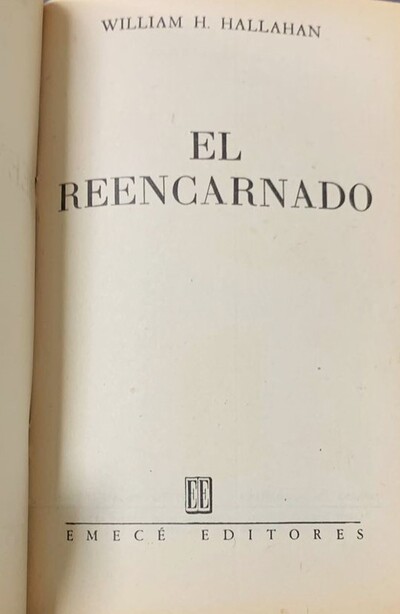 WILLIAM H. HALLAHAN
EL
REENCARNADO
EE
EMECÉ EDITORES